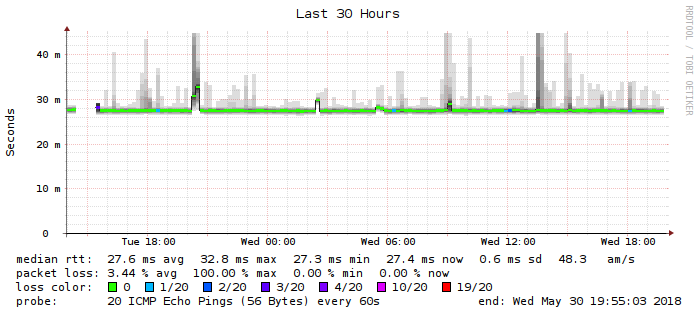 Last 30 Hours
RRDTOOL / TOBI OETIKER
Seconds
40 m
30 m
20 m
10 m
0
Tue 18:00 Wed 00:00 Wed 06:00 Wed 12:00 Wed 18:00
median rtt: 27.6 ms avg 32.8 ms max 27.3 ms min 27.4 ms now 0.6 ms sd 48.3 am/s
packet loss: 3.44 % avg 100.00 % max 0.00 % min 0.00 % now
loss color: 0 1/20 2/20 3/20 4/20 10/20 19/20
probe: 20 ICMP Echo Pings (56 Bytes) every 60s end: Wed May 30 19:55:03 2018